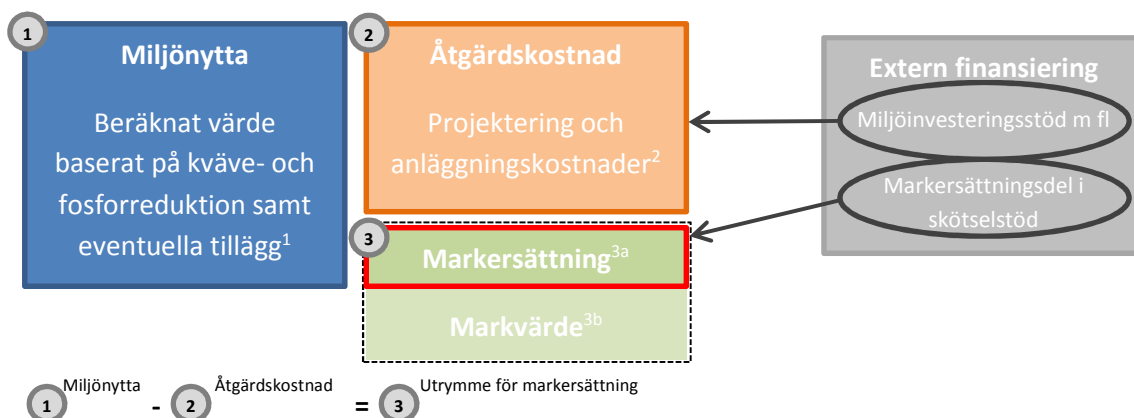 1
Miljönytta
Beräknat värde
baserat på kväve- och
fosforreduktion samt
eventuella tillägg1
2
Åtgärdskostnad
Projektering och
anläggningskostnader2
3
Markersättning3a
Markvärde3b
Extern finansiering
Miljöinvesteringsstöd m fl
Markersättningsdel i
skötselstöd
1 Miljönytta - 2 Åtgärdskostnad = 3 Utrymme för markersättning